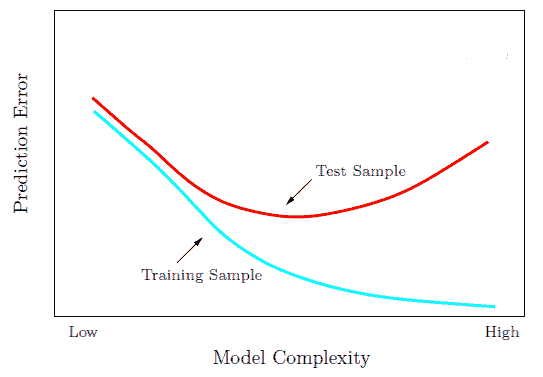 Prediction Error
Test Sample
Training Sample
Low
High
Model Complexity